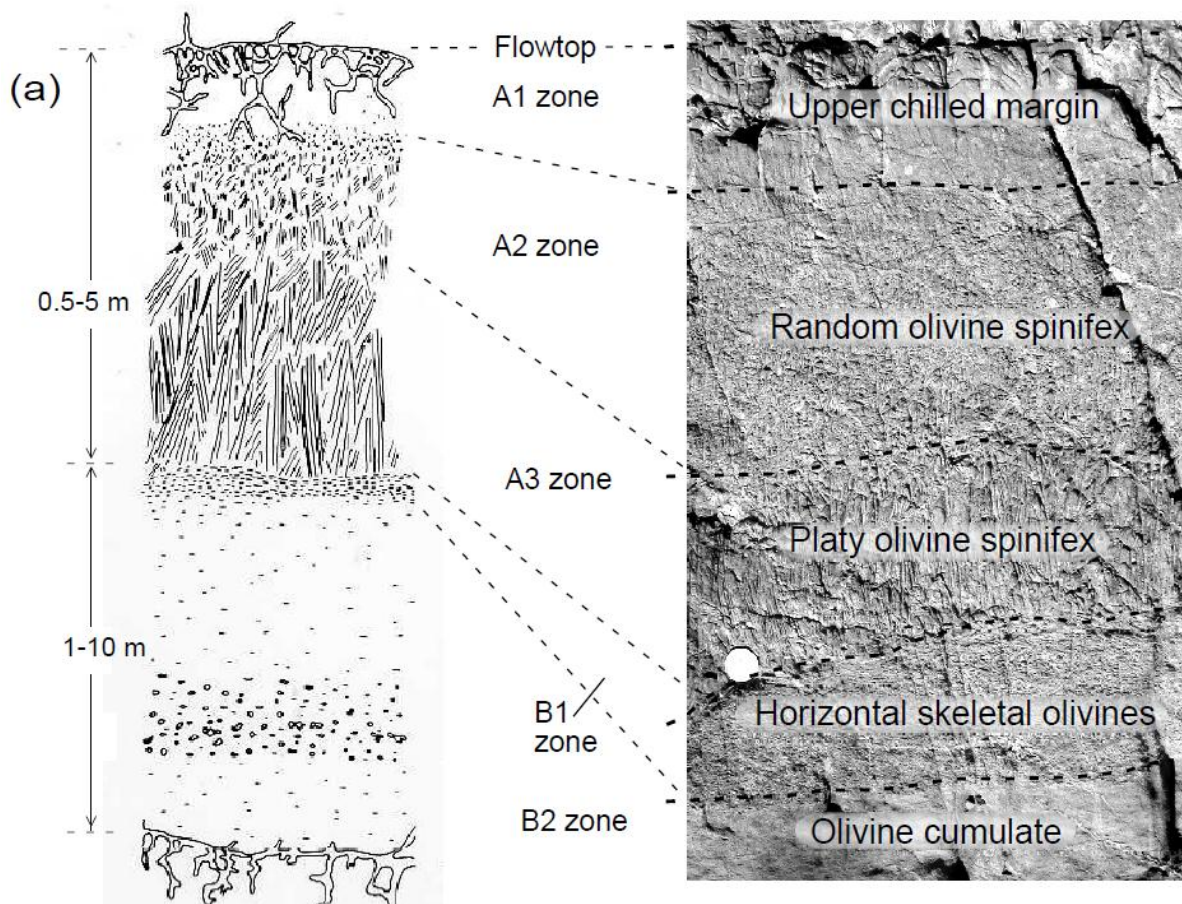 (a)
Flowtop
A1 zone
Upper chilled margin
A2 zone
0.5-5 m
Random olivine spinifex
A3 zone
Platy olivine spinifex
1-10 m
B1
zone
Horizontal skeletal olivines
B2 zone
Olivine cumulate